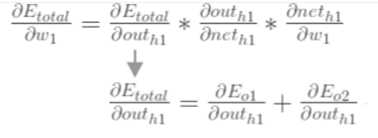 ∂E_total/∂w_1 = ∂E_total/∂out_h1 * ∂out_h1/∂net_h1 * ∂net_h1/∂w_1
∂E_total/∂out_h1 = ∂E_o1/∂out_h1 + ∂E_o2/∂out_h1